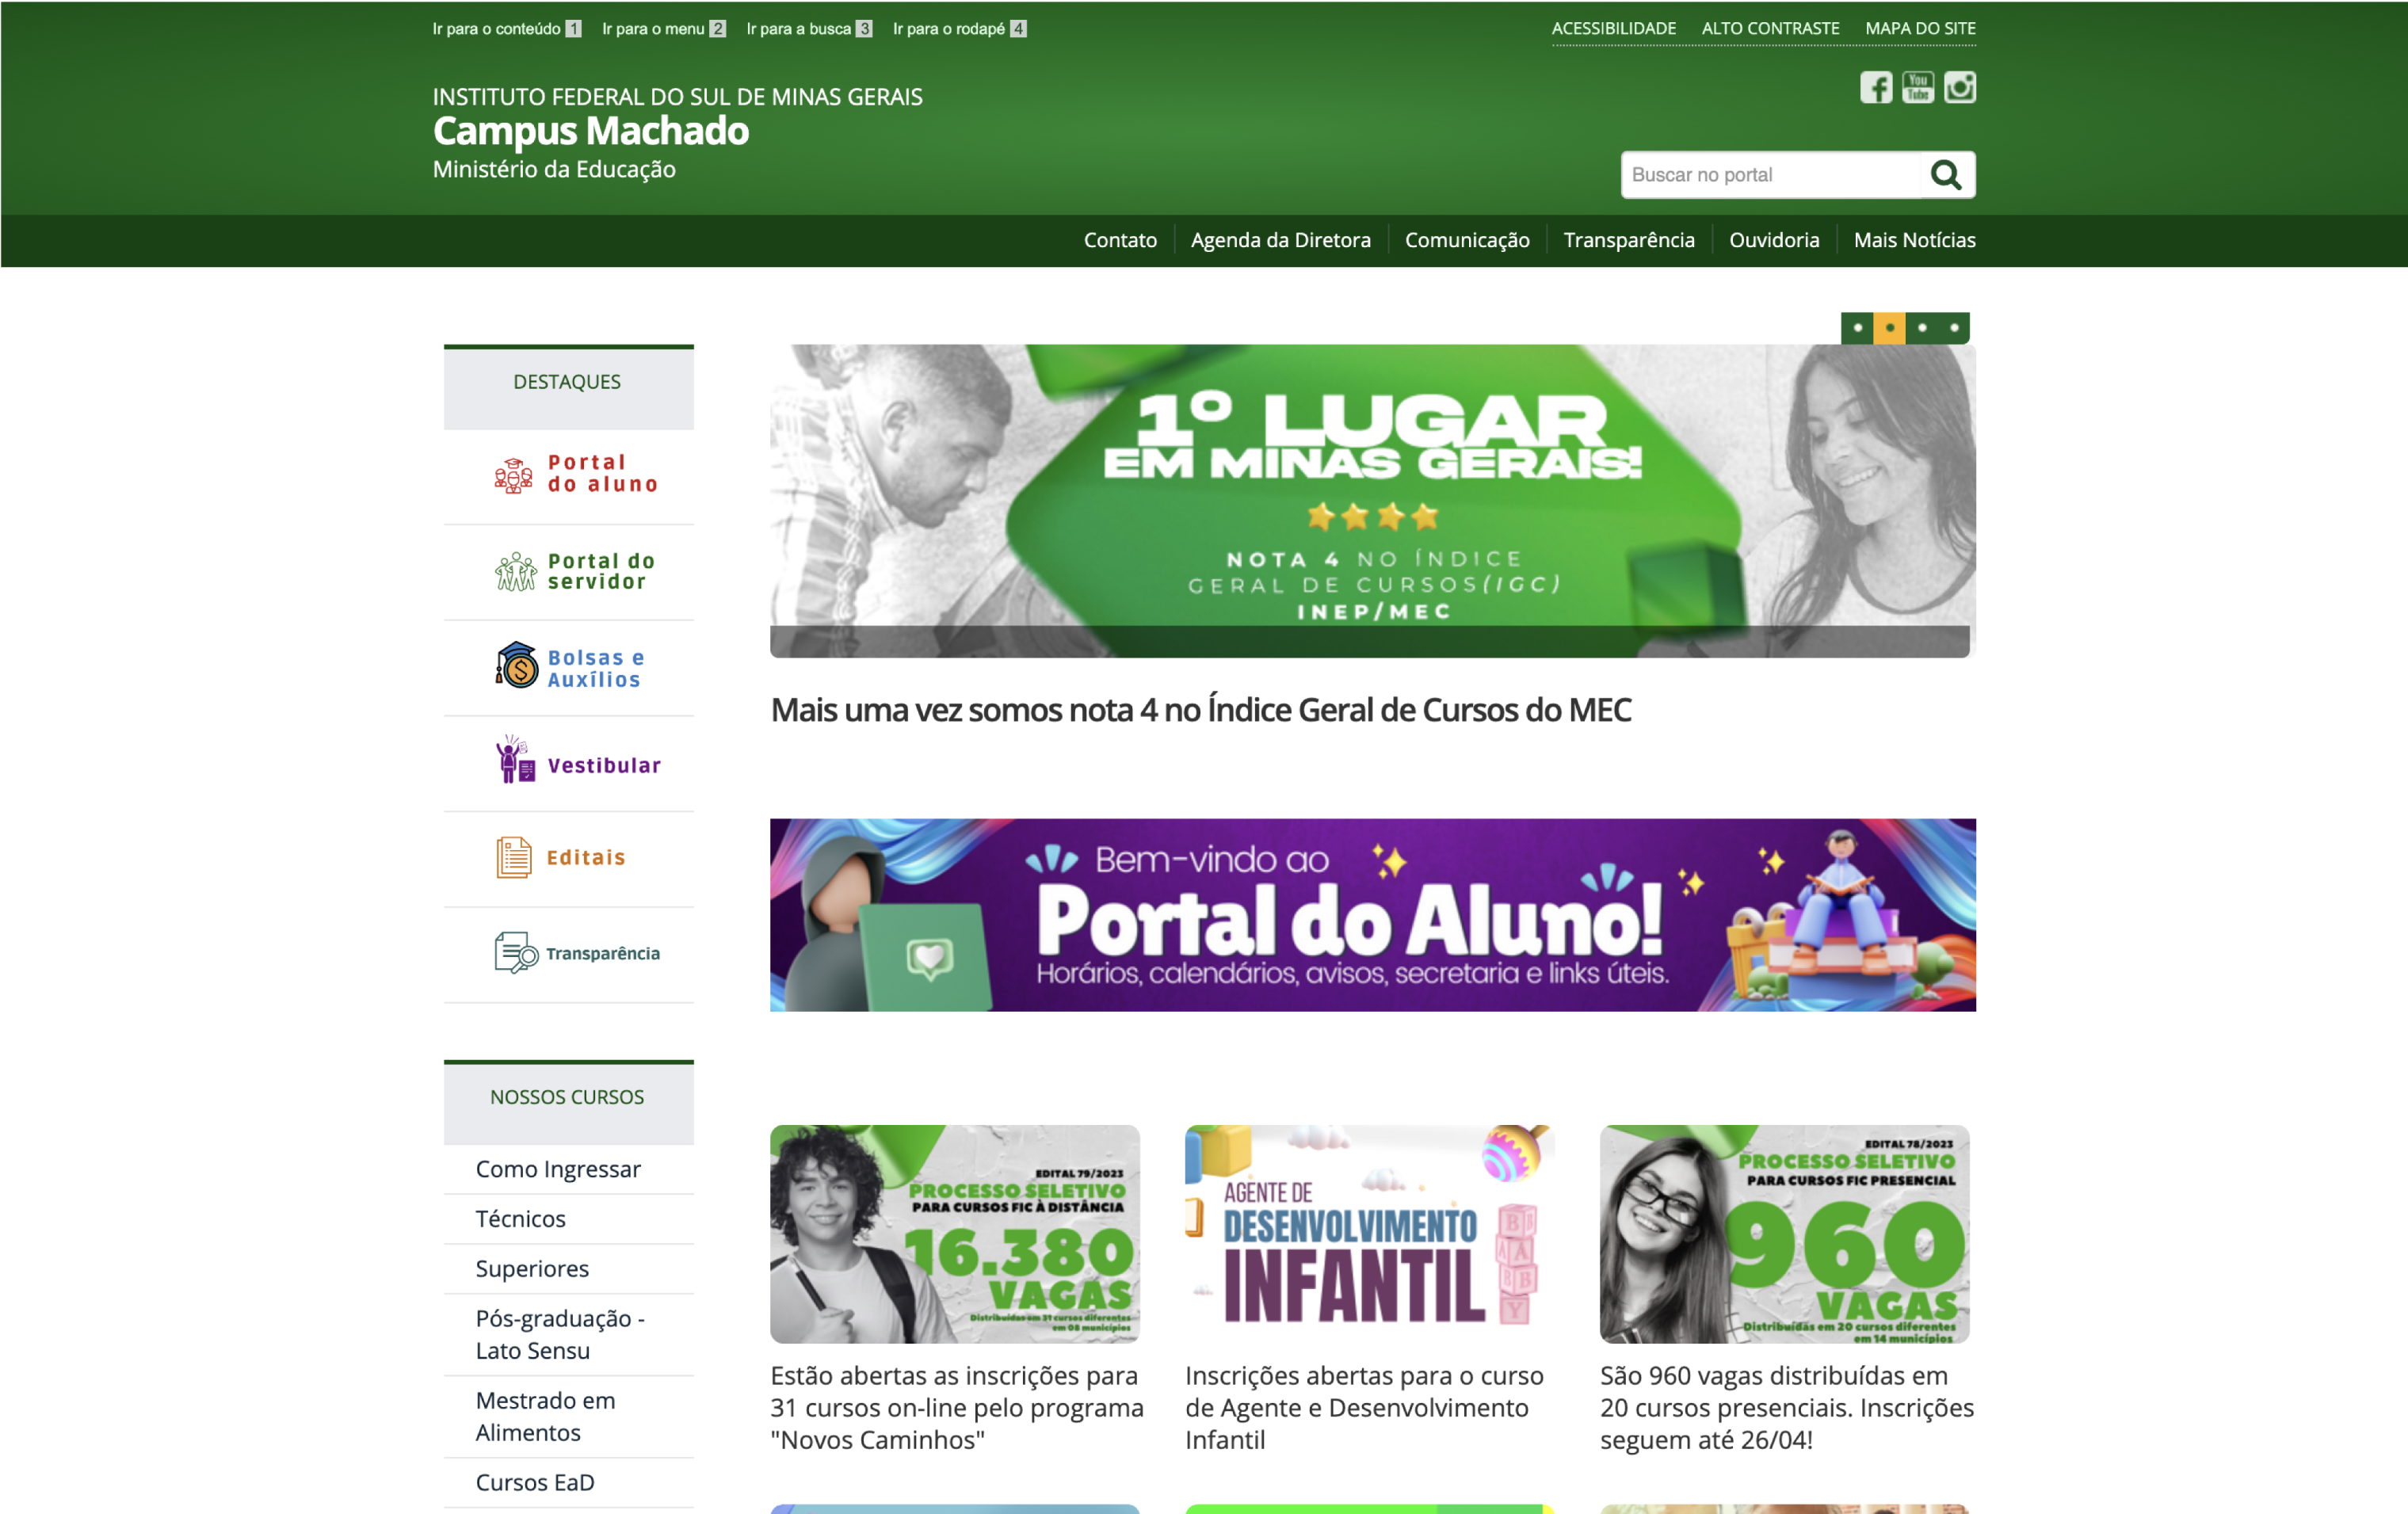 Ir para o conteúdo 1 Ir para o menu 2 Ir para a busca 3 Ir para o rodapé 4
ACESSIBILIDADE ALTO CONTRASTE MAPA DO SITE
You
Tube
INSTITUTO FEDERAL DO SUL DE MINAS GERAIS
Campus Machado
Ministério da Educação
Buscar no portal
Contato Agenda da Diretora Comunicação Transparência Ouvidoria Mais Notícias
DESTAQUES
Portal
do aluno
Portal do
servidor
Bolsas e
Auxílios
Vestibular
Editais
Transparência
NOSSOS CURSOS
Como Ingressar
Técnicos
Superiores
Pós-graduação -
Lato Sensu
Mestrado em
Alimentos
Cursos EaD
1º LUGAR
EM MINAS GERAIS!
NOTA 4 NO ÍNDICE
GERAL DE CURSOS(IGC)
INEP/MEC
Mais uma vez somos nota 4 no Índice Geral de Cursos do MEC
Bem-vindo ao
Portal do Aluno!
Horários, calendários, avisos, secretaria e links úteis.
EDITAL 79/2023
PROCESSO SELETIVO
PARA CURSOS FIC À DISTÂNCIA
16.380
VAGAS
Distribuídas em 31 cursos diferentes
em 08 municípios
Estão abertas as inscrições para
31 cursos on-line pelo programa
"Novos Caminhos"
AGENTE DE
DESENVOLVIMENTO
INFANTIL
B
A A
B B
Y
Inscrições abertas para o curso
de Agente e Desenvolvimento
Infantil
EDITAL 78/2023
PROCESSO SELETIVO
PARA CURSOS FIC PRESENCIAL
960
VAGAS
Distribuídas em 20 cursos diferentes
em 14 municípios
São 960 vagas distribuídas em
20 cursos presenciais. Inscrições
seguem até 26/04!